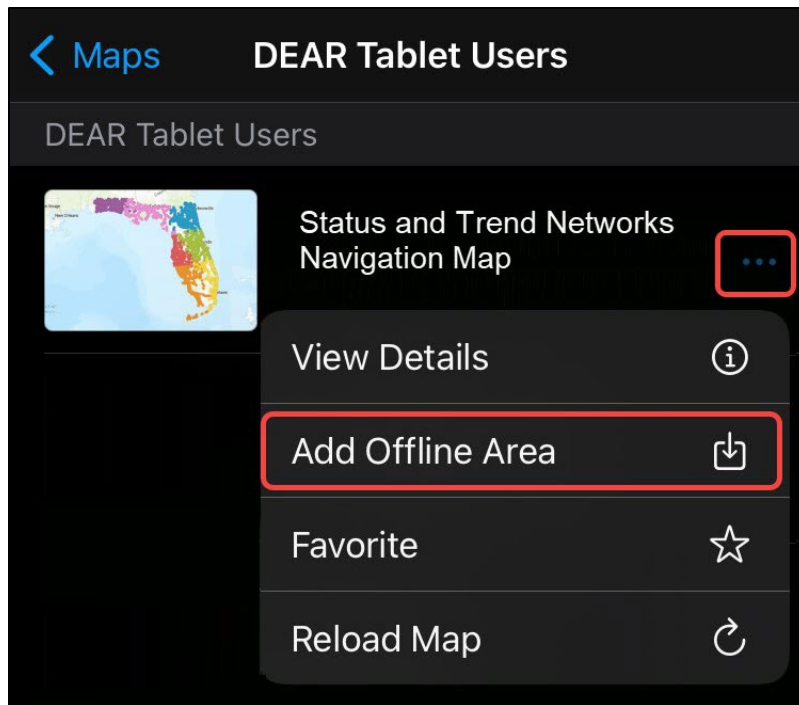 Maps
DEAR Tablet Users
DEAR Tablet Users
Status and Trend Networks
Navigation Map
View Details
Add Offline Area
Favorite
Reload Map